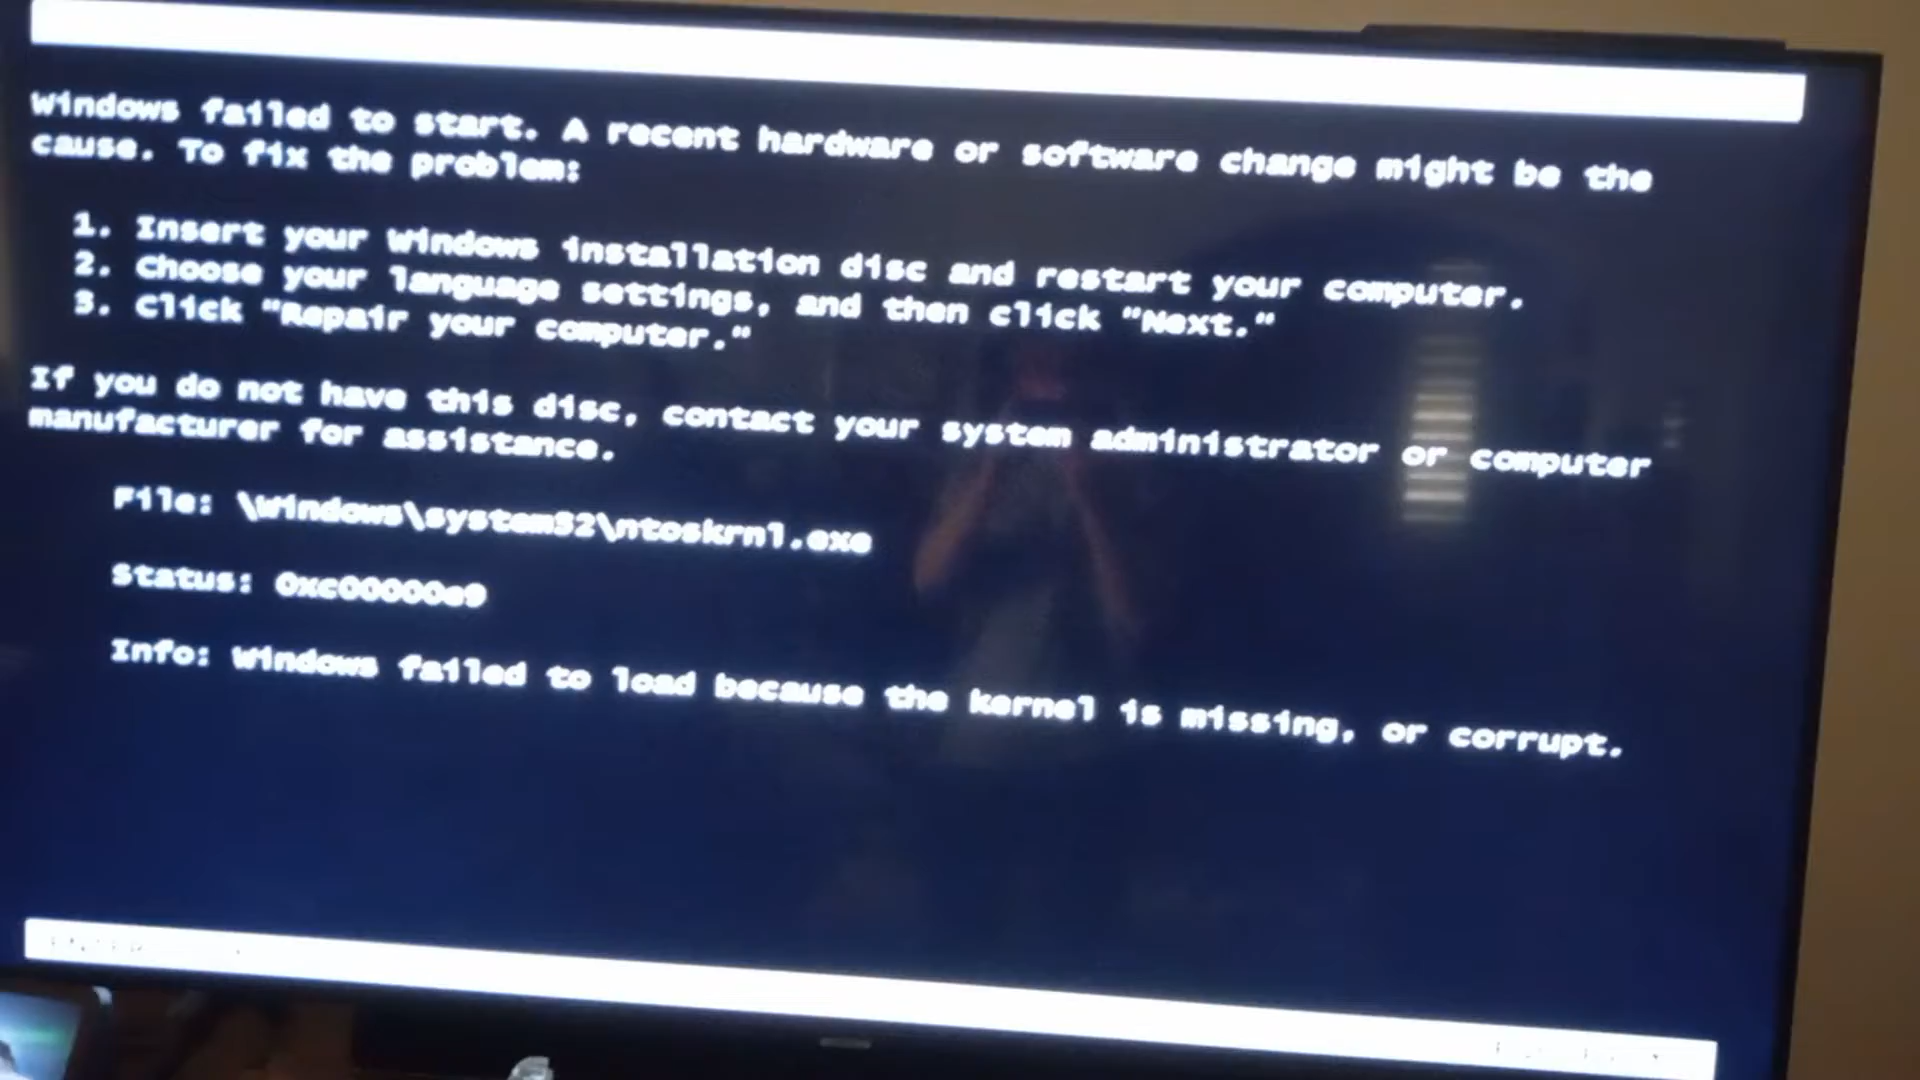 Windows failed to start. A recent hardware or software change might be the
cause. To fix the problem:
1. Insert your Windows installation disc and restart your computer.
2. Choose your language settings, and then click "Next."
3. Click "Repair your computer."
If you do not have this disc, contact your system administrator or computer
manufacturer for assistance.
File: \Windows\system32\ntoskrnl.exe
Status: 0xc00000e9
Info: Windows failed to load because the kernel is missing, or corrupt.